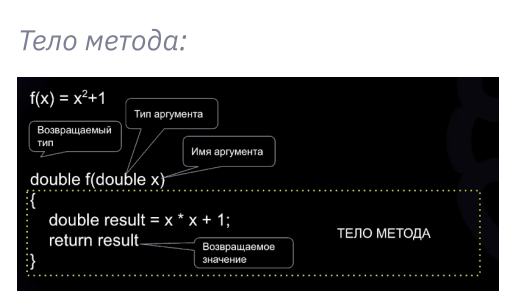 Тело метода:
f(x) = x²+1
Тип аргумента
Возвращаемый
тип
Имя аргумента
double f(double x)
{
double result = x * x + 1;
ТЕЛО МЕТОДА
return result
Возвращаемое
значение
}